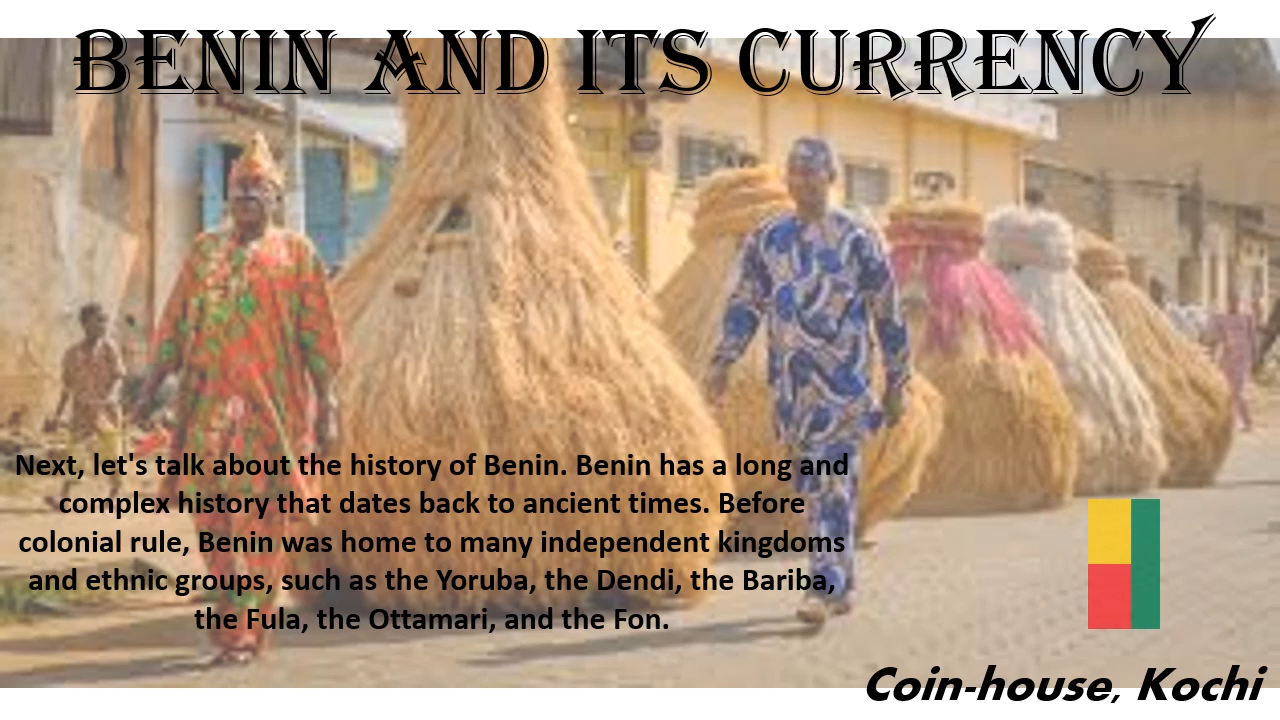 BENIN AND ITS CURRENCY
Next, let's talk about the history of Benin. Benin has a long and
complex history that dates back to ancient times. Before
colonial rule, Benin was home to many independent kingdoms
and ethnic groups, such as the Yoruba, the Dendi, the Bariba,
the Fula, the Ottamari, and the Fon.
Coin-house, Kochi